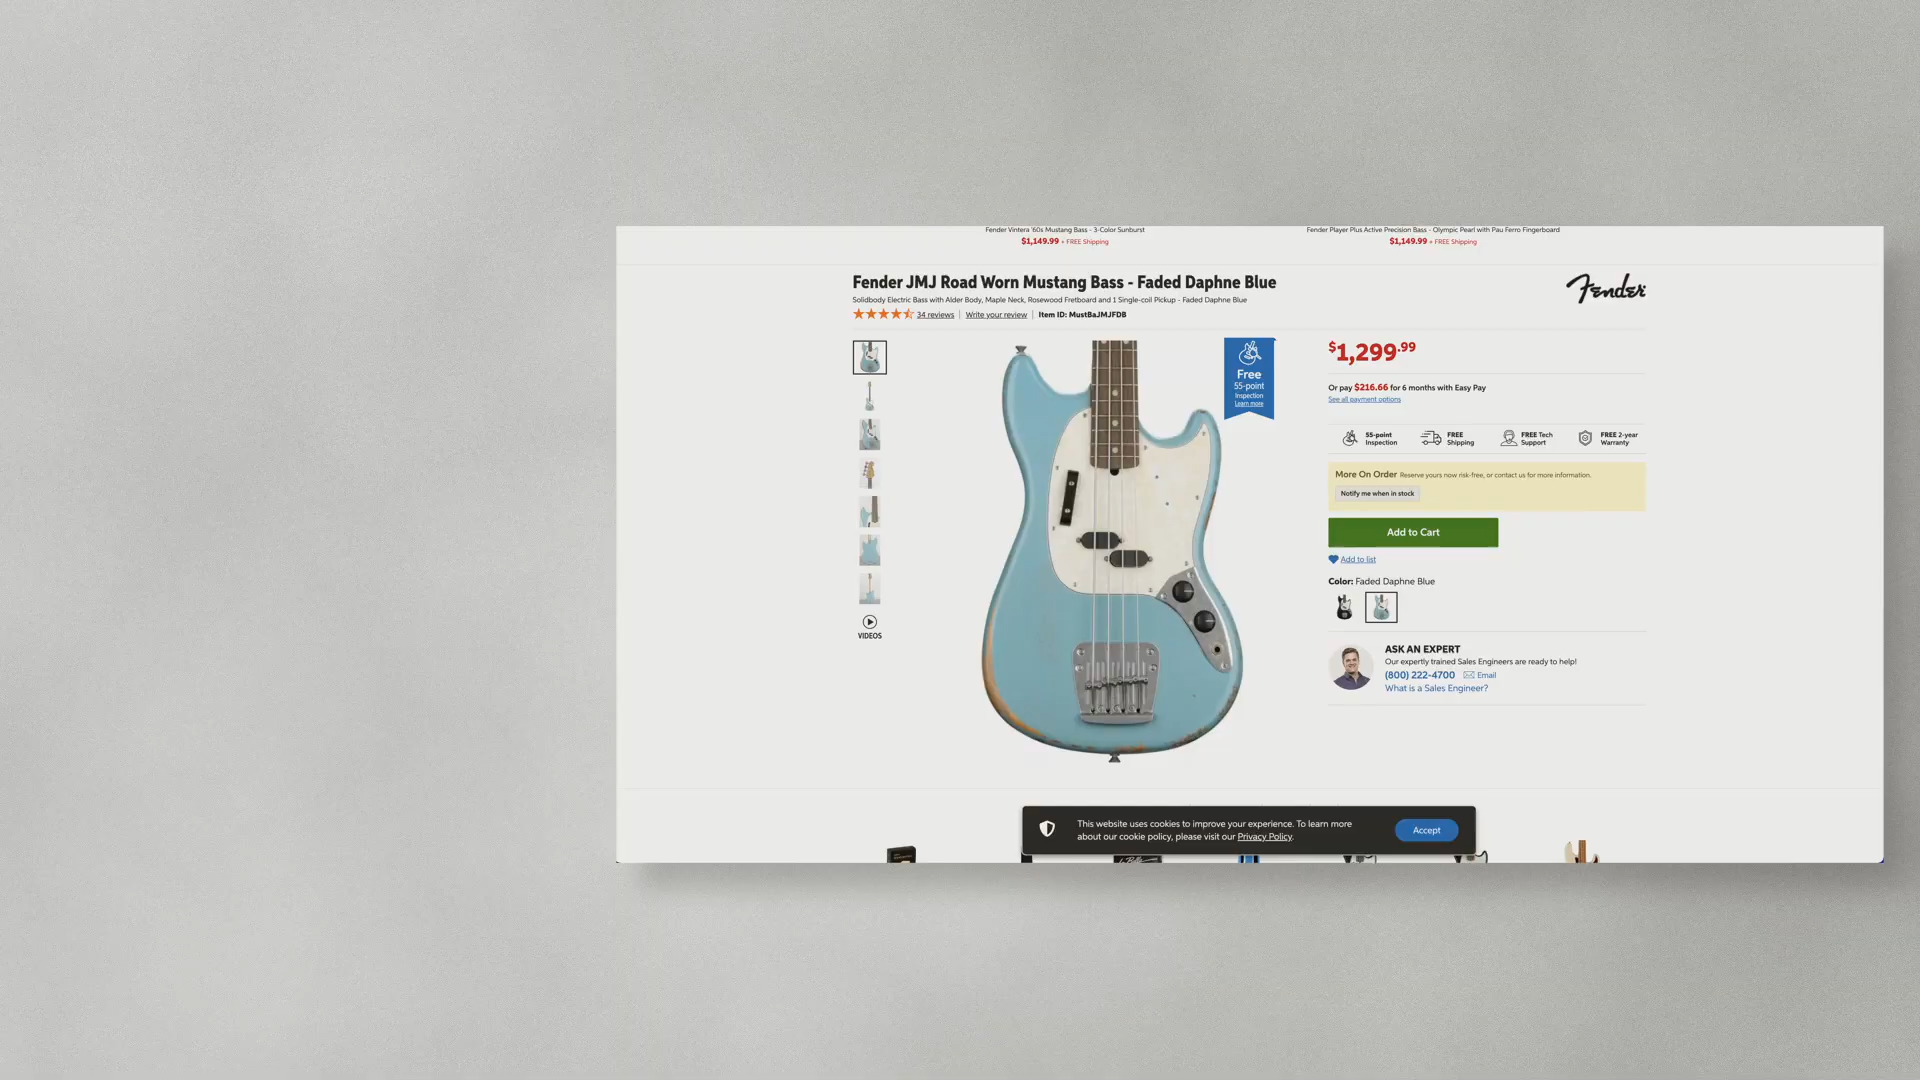 Fender Vintera '60s Mustang Bass - 3-Color Sunburst
$1,149.99 + FREE Shipping
Fender Player Plus Active Precision Bass - Olympic Pearl with Pau Ferro Fingerboard
$1,149.99 + FREE Shipping
Fender JMJ Road Worn Mustang Bass - Faded Daphne Blue
Fender
Solidbody Electric Bass with Alder Body, Maple Neck, Rosewood Fretboard and 1 Single-coil Pickup - Faded Daphne Blue
34 reviews | Write your review | Item ID: MustBaJMJFDB
Free
55-point
Inspection
Learn more
VIDEOS
$1,299.99
Or pay $216.66 for 6 months with Easy Pay
See all payment options
55-point
Inspection
FREE
Shipping
FREE Tech
Support
FREE 2-year
Warranty
More On Order Reserve yours now risk-free, or contact us for more information.
Notify me when in stock
Add to Cart
Add to list
Color: Faded Daphne Blue
ASK AN EXPERT
Our expertly trained Sales Engineers are ready to help!
(800) 222-4700 Email
What is a Sales Engineer?
This website uses cookies to improve your experience. To learn more
about our cookie policy, please visit our Privacy Policy.
Accept